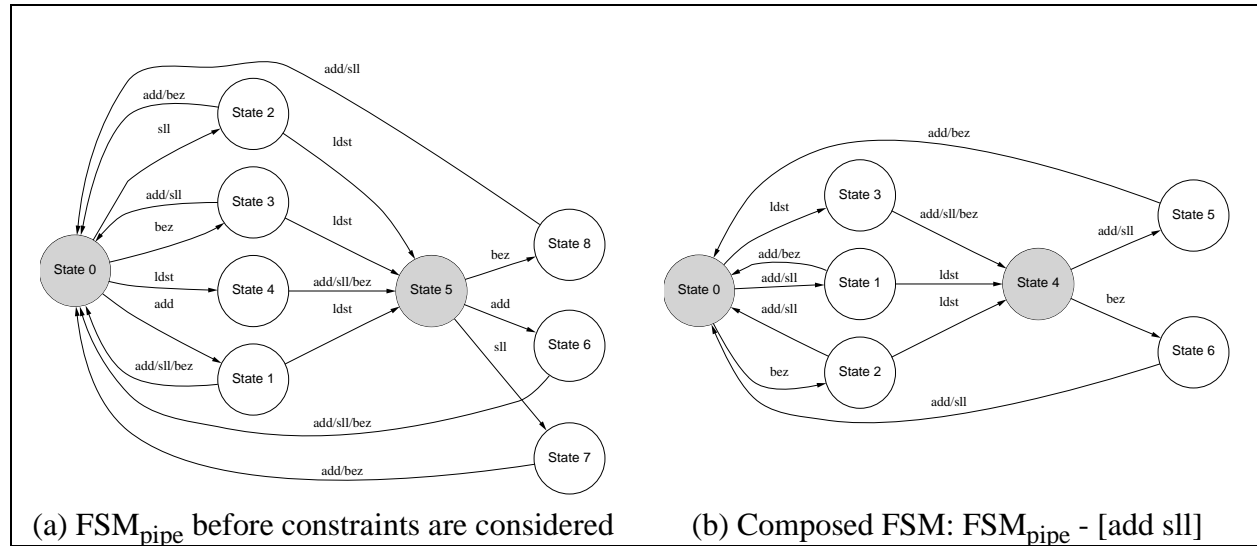 add/sll
add/bez
State 2
sll
ldst
add/sll
State 3
bez
ldst
State 8
bez
State 0
ldst
State 4
add/sll/bez
State 5
add
ldst
add
State 6
sll
add/sll/bez
State 1
add/sll/bez
add/bez
State 7
(a) FSMpipe before constraints are considered
add/bez
State 3
ldst
add/sll/bez
State 5
add/sll
add/bez
State 0
add/sll
State 1
ldst
State 4
add/sll
ldst
bez
bez
State 2
State 6
add/sll
(b) Composed FSM: FSMpipe - [add sll]